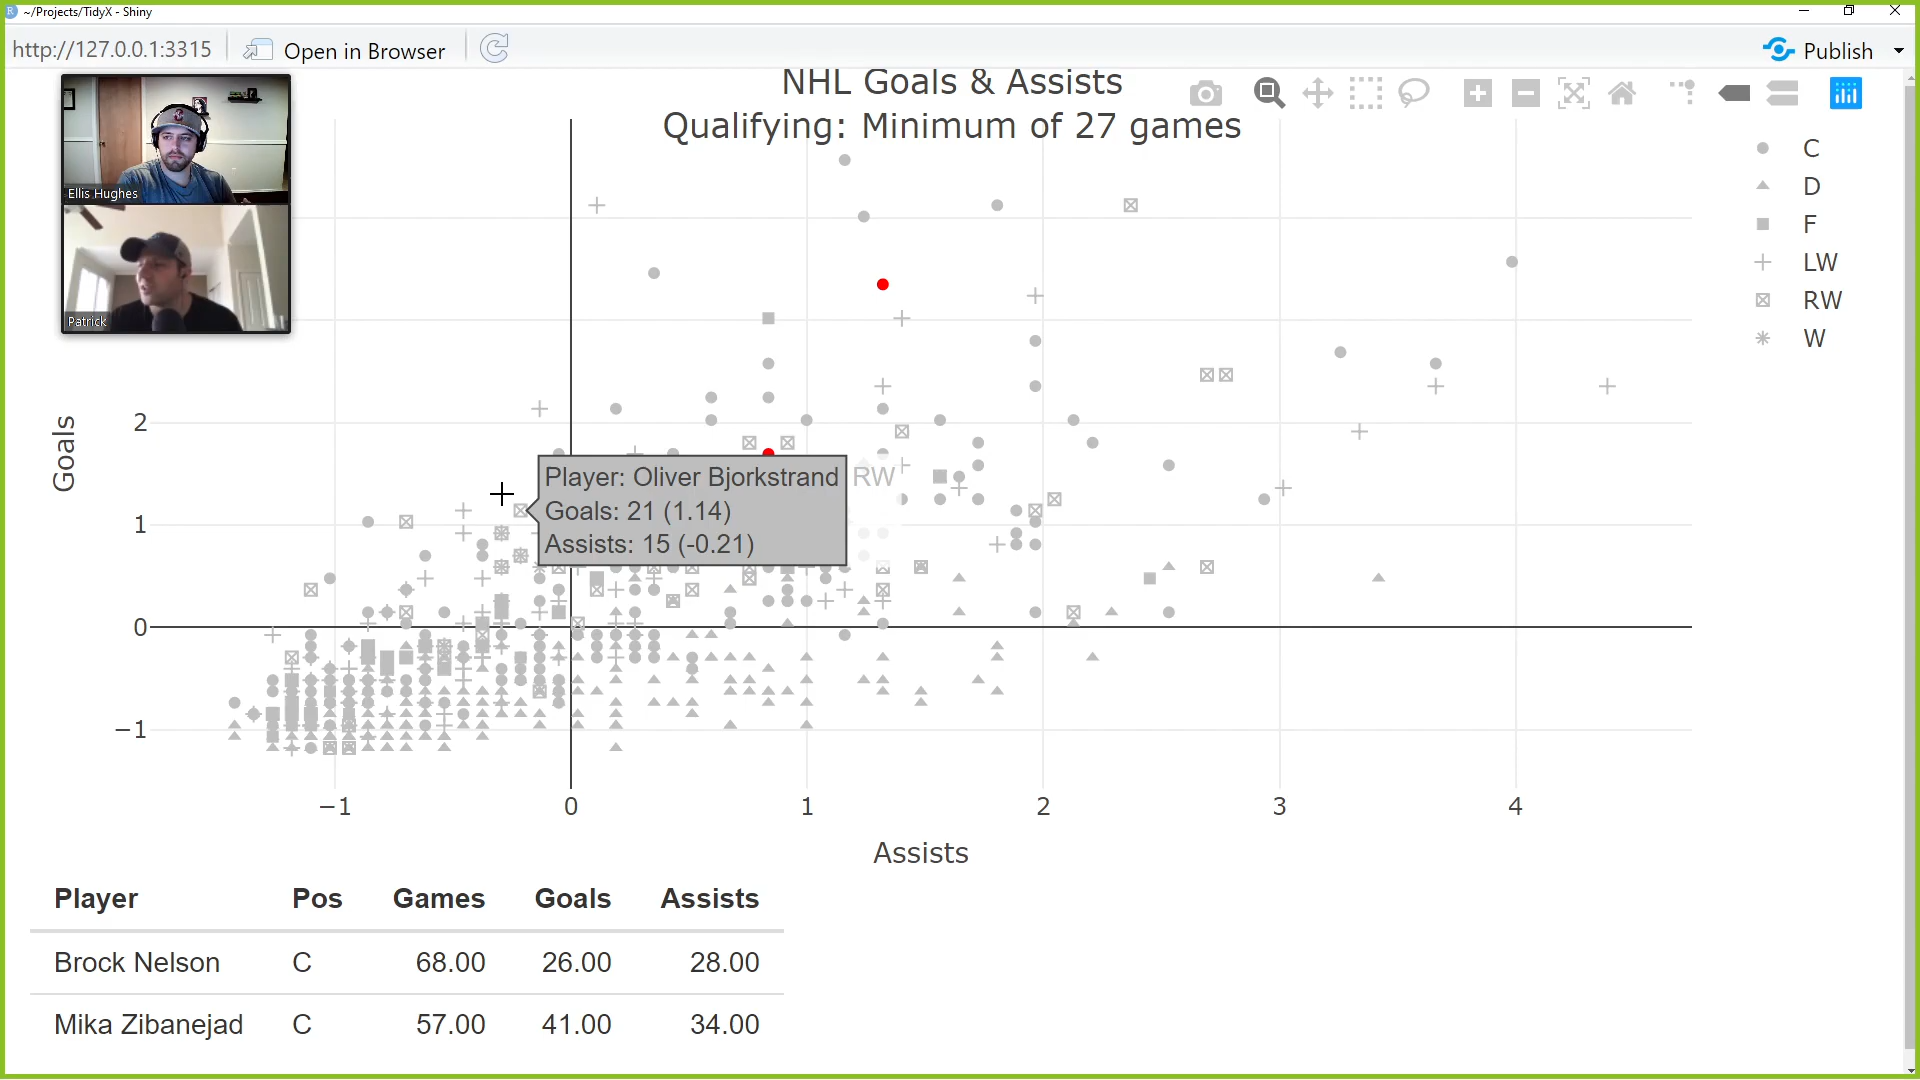 ~/Projects/TidyX - Shiny
http://127.0.0.1:3315
Open in Browser
Publish
NHL Goals & Assists
Qualifying: Minimum of 27 games
Ellis Hughes
Patrick
C
D
F
LW
RW
W
Goals
2
1
0
−1
Player: Oliver Bjorkstrand
Goals: 21 (1.14)
Assists: 15 (-0.21)
RW
−1 0 1 2 3 4
Assists
Player Pos Games Goals Assists
Brock Nelson C 68.00 26.00 28.00
Mika Zibanejad C 57.00 41.00 34.00